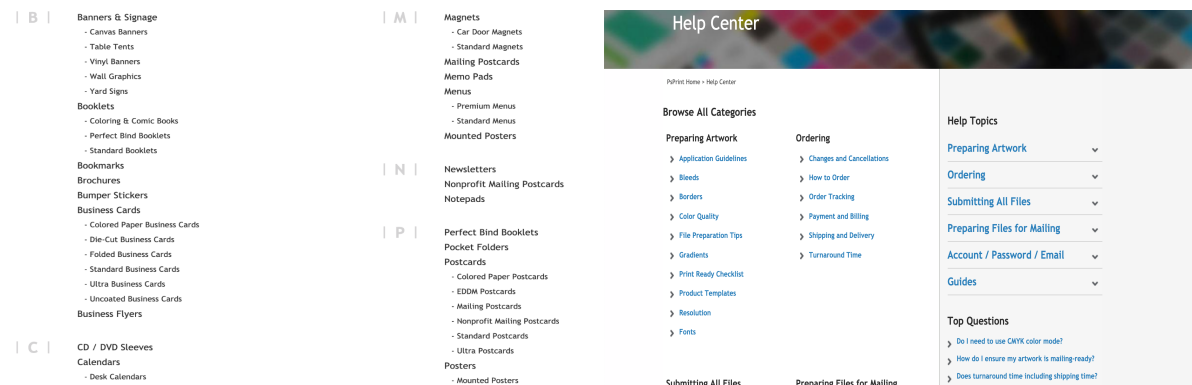 | B |
Banners & Signage
- Canvas Banners
- Table Tents
- Vinyl Banners
- Wall Graphics
- Yard Signs
Booklets
- Coloring & Comic Books
- Perfect Bind Booklets
- Standard Booklets
Bookmarks
Brochures
Bumper Stickers
Business Cards
- Colored Paper Business Cards
- Die-Cut Business Cards
- Folded Business Cards
- Standard Business Cards
- Ultra Business Cards
- Uncoated Business Cards
Business Flyers
| C |
CD / DVD Sleeves
Calendars
- Desk Calendars
| M |
Magnets
- Car Door Magnets
- Standard Magnets
Mailing Postcards
Memo Pads
Menus
- Premium Menus
- Standard Menus
Mounted Posters
| N |
Newsletters
Nonprofit Mailing Postcards
Notepads
| P |
Perfect Bind Booklets
Pocket Folders
Postcards
- Colored Paper Postcards
- EDDM Postcards
- Mailing Postcards
- Nonprofit Mailing Postcards
- Standard Postcards
- Ultra Postcards
Posters
- Mounted Posters
Help Center
PsPrint Home > Help Center
Browse All Categories
Preparing Artwork
Application Guidelines
Bleeds
Borders
Color Quality
File Preparation Tips
Gradients
Print Ready Checklist
Product Templates
Resolution
Fonts
Ordering
Changes and Cancellations
How to Order
Order Tracking
Payment and Billing
Shipping and Delivery
Turnaround Time
Submitting All Files
Preparing Files for Mailing
Help Topics
Preparing Artwork
Ordering
Submitting All Files
Preparing Files for Mailing
Account / Password / Email
Guides
Top Questions
Do I need to use CMYK color mode?
How do I ensure my artwork is mailing-ready?
Does turnaround time including shipping time?